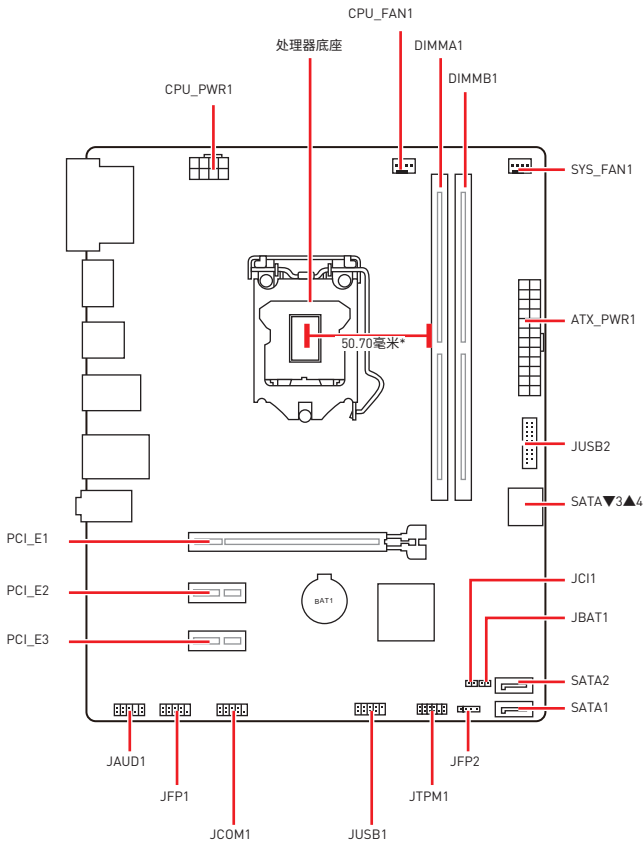 CPU_FAN1
处理器底座
DIMMA1
DIMMB1
CPU_PWR1
SYS_FAN1
ATX_PWR1
50.70毫米*
JUSB2
SATA▼3▲4
PCI_E1
JCI1
PCI_E2
BAT1
JBAT1
PCI_E3
SATA2
SATA1
JAUD1
JFP2
JFP1
JTPM1
JCOM1
JUSB1